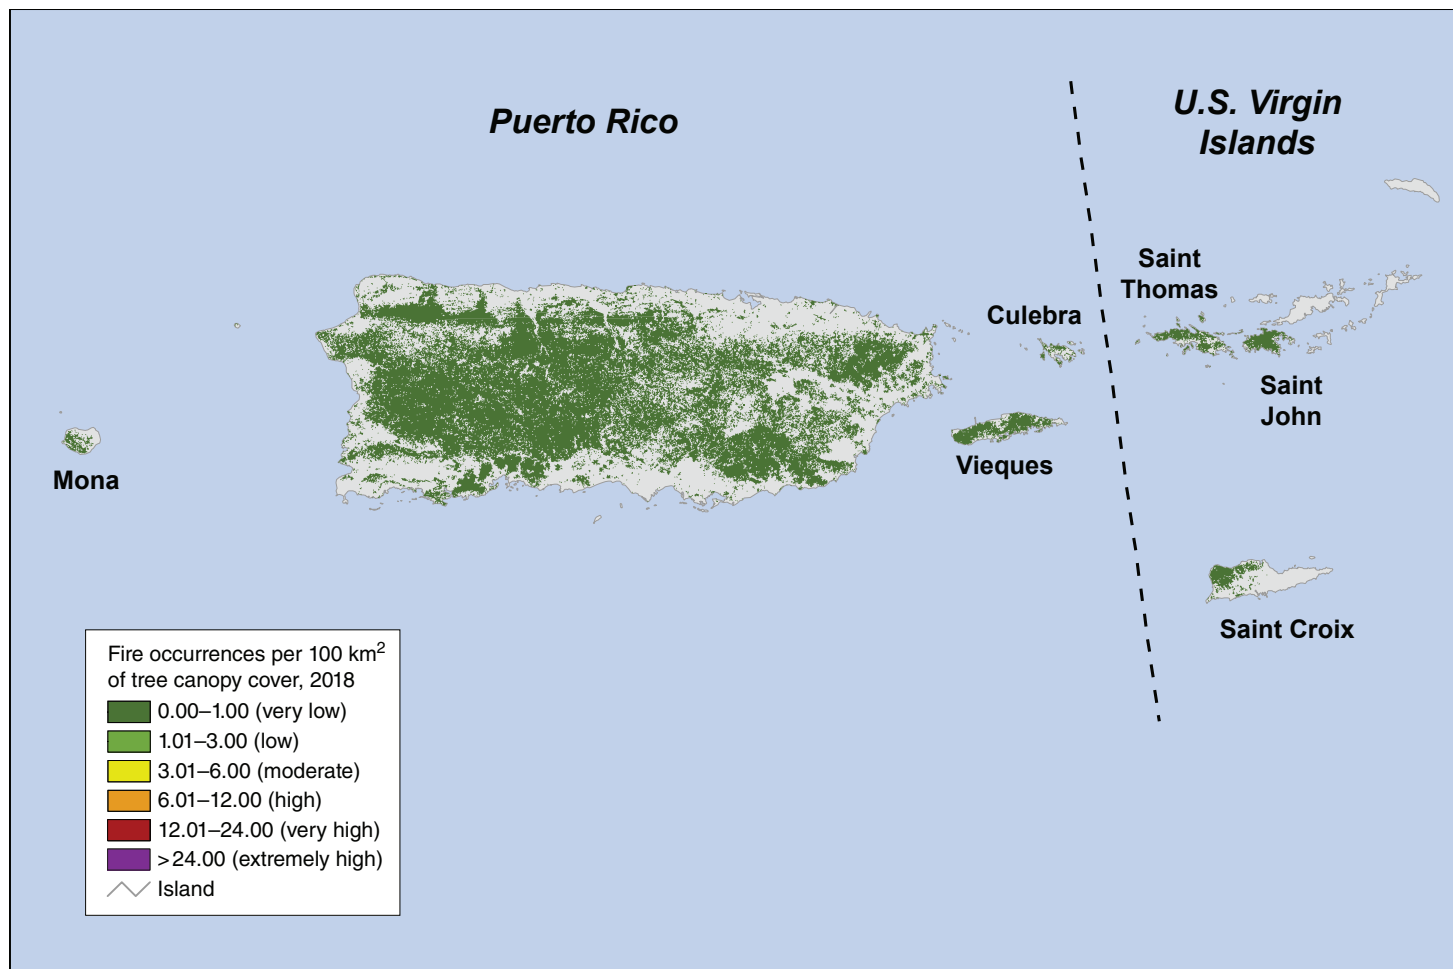 Puerto Rico
U.S. Virgin
Islands
Saint
Thomas
Culebra
Saint
John
Vieques
Mona
Saint Croix
Fire occurrences per 100 km²
of tree canopy cover, 2018
0.00–1.00 (very low)
1.01–3.00 (low)
3.01–6.00 (moderate)
6.01–12.00 (high)
12.01–24.00 (very high)
>24.00 (extremely high)
Island